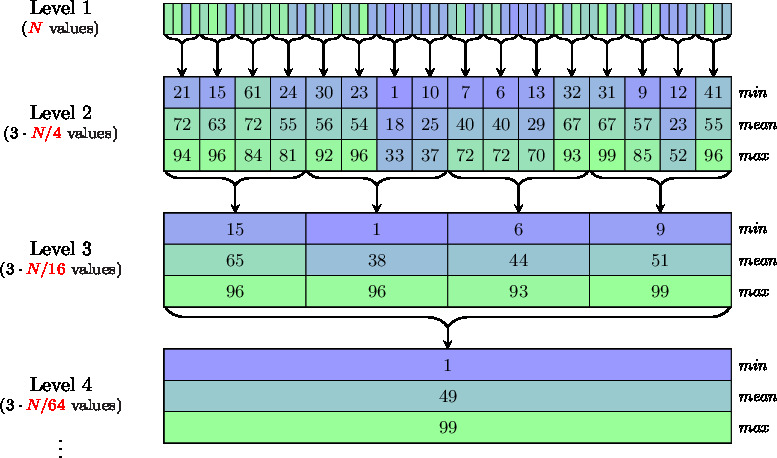 Level 1
(N values)
21 15 61 24 30 23 1 10 7 6 13 32 31 9 12 41 min
Level 2
72 63 72 55 56 54 18 25 40 40 29 67 67 57 23 55 mean
(3 · N/4 values)
94 96 84 81 92 96 33 37 72 72 70 93 99 85 52 96 max
15 1 6 9 min
Level 3
65 38 44 51 mean
(3 · N/16 values)
96 96 93 99 max
1 min
Level 4
49 mean
(3 · N/64 values)
99 max
⋮